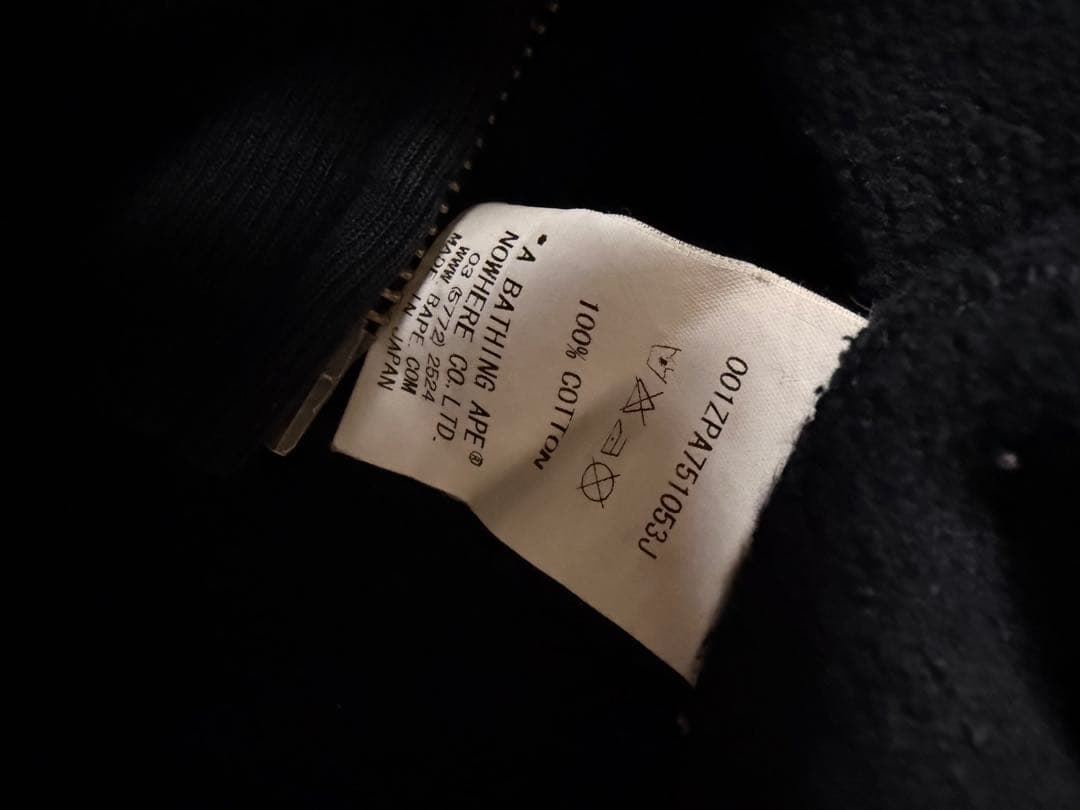 001ZPA751053J
100% COTTON
"A BATHING APE®
NOWHERE CO.,LTD.
03 (5772) 2524
WWW. BAPE. COM
MADE IN JAPAN